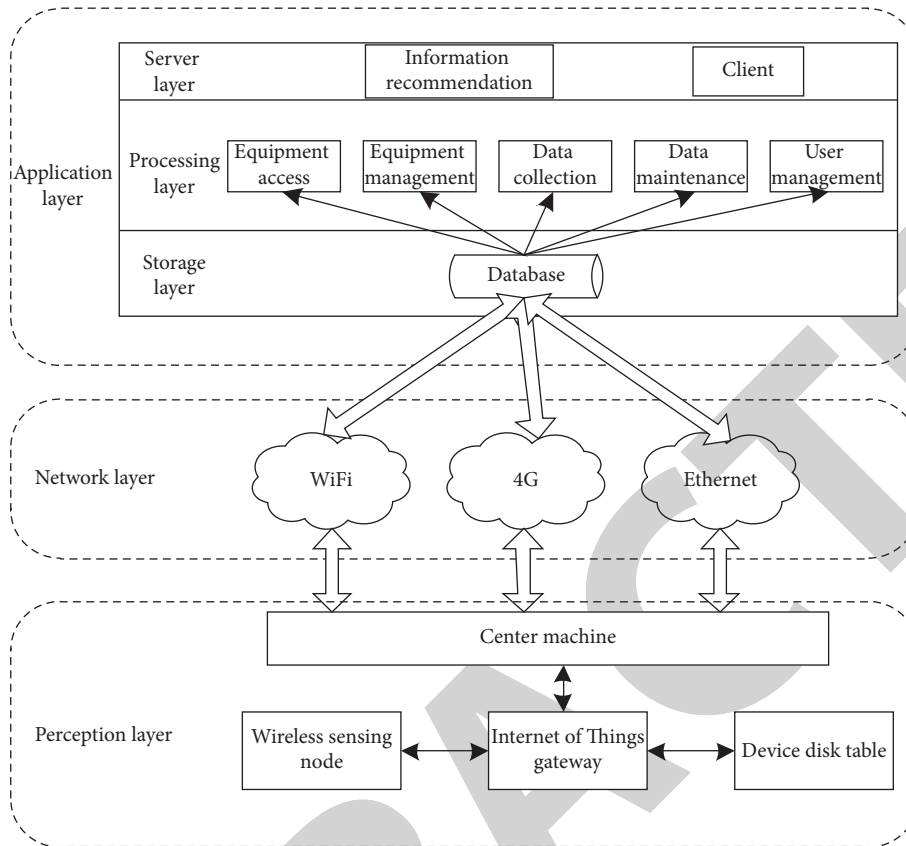 Server
layer
Information
recommendation
Client
Application
layer
Processing
layer
Equipment
access
Equipment
management
Data
collection
Data
maintenance
User
management
Storage
layer
Database
Network layer
WiFi
4G
Ethernet
Center machine
Perception layer
Wireless sensing
node
Internet of Things
gateway
Device disk table